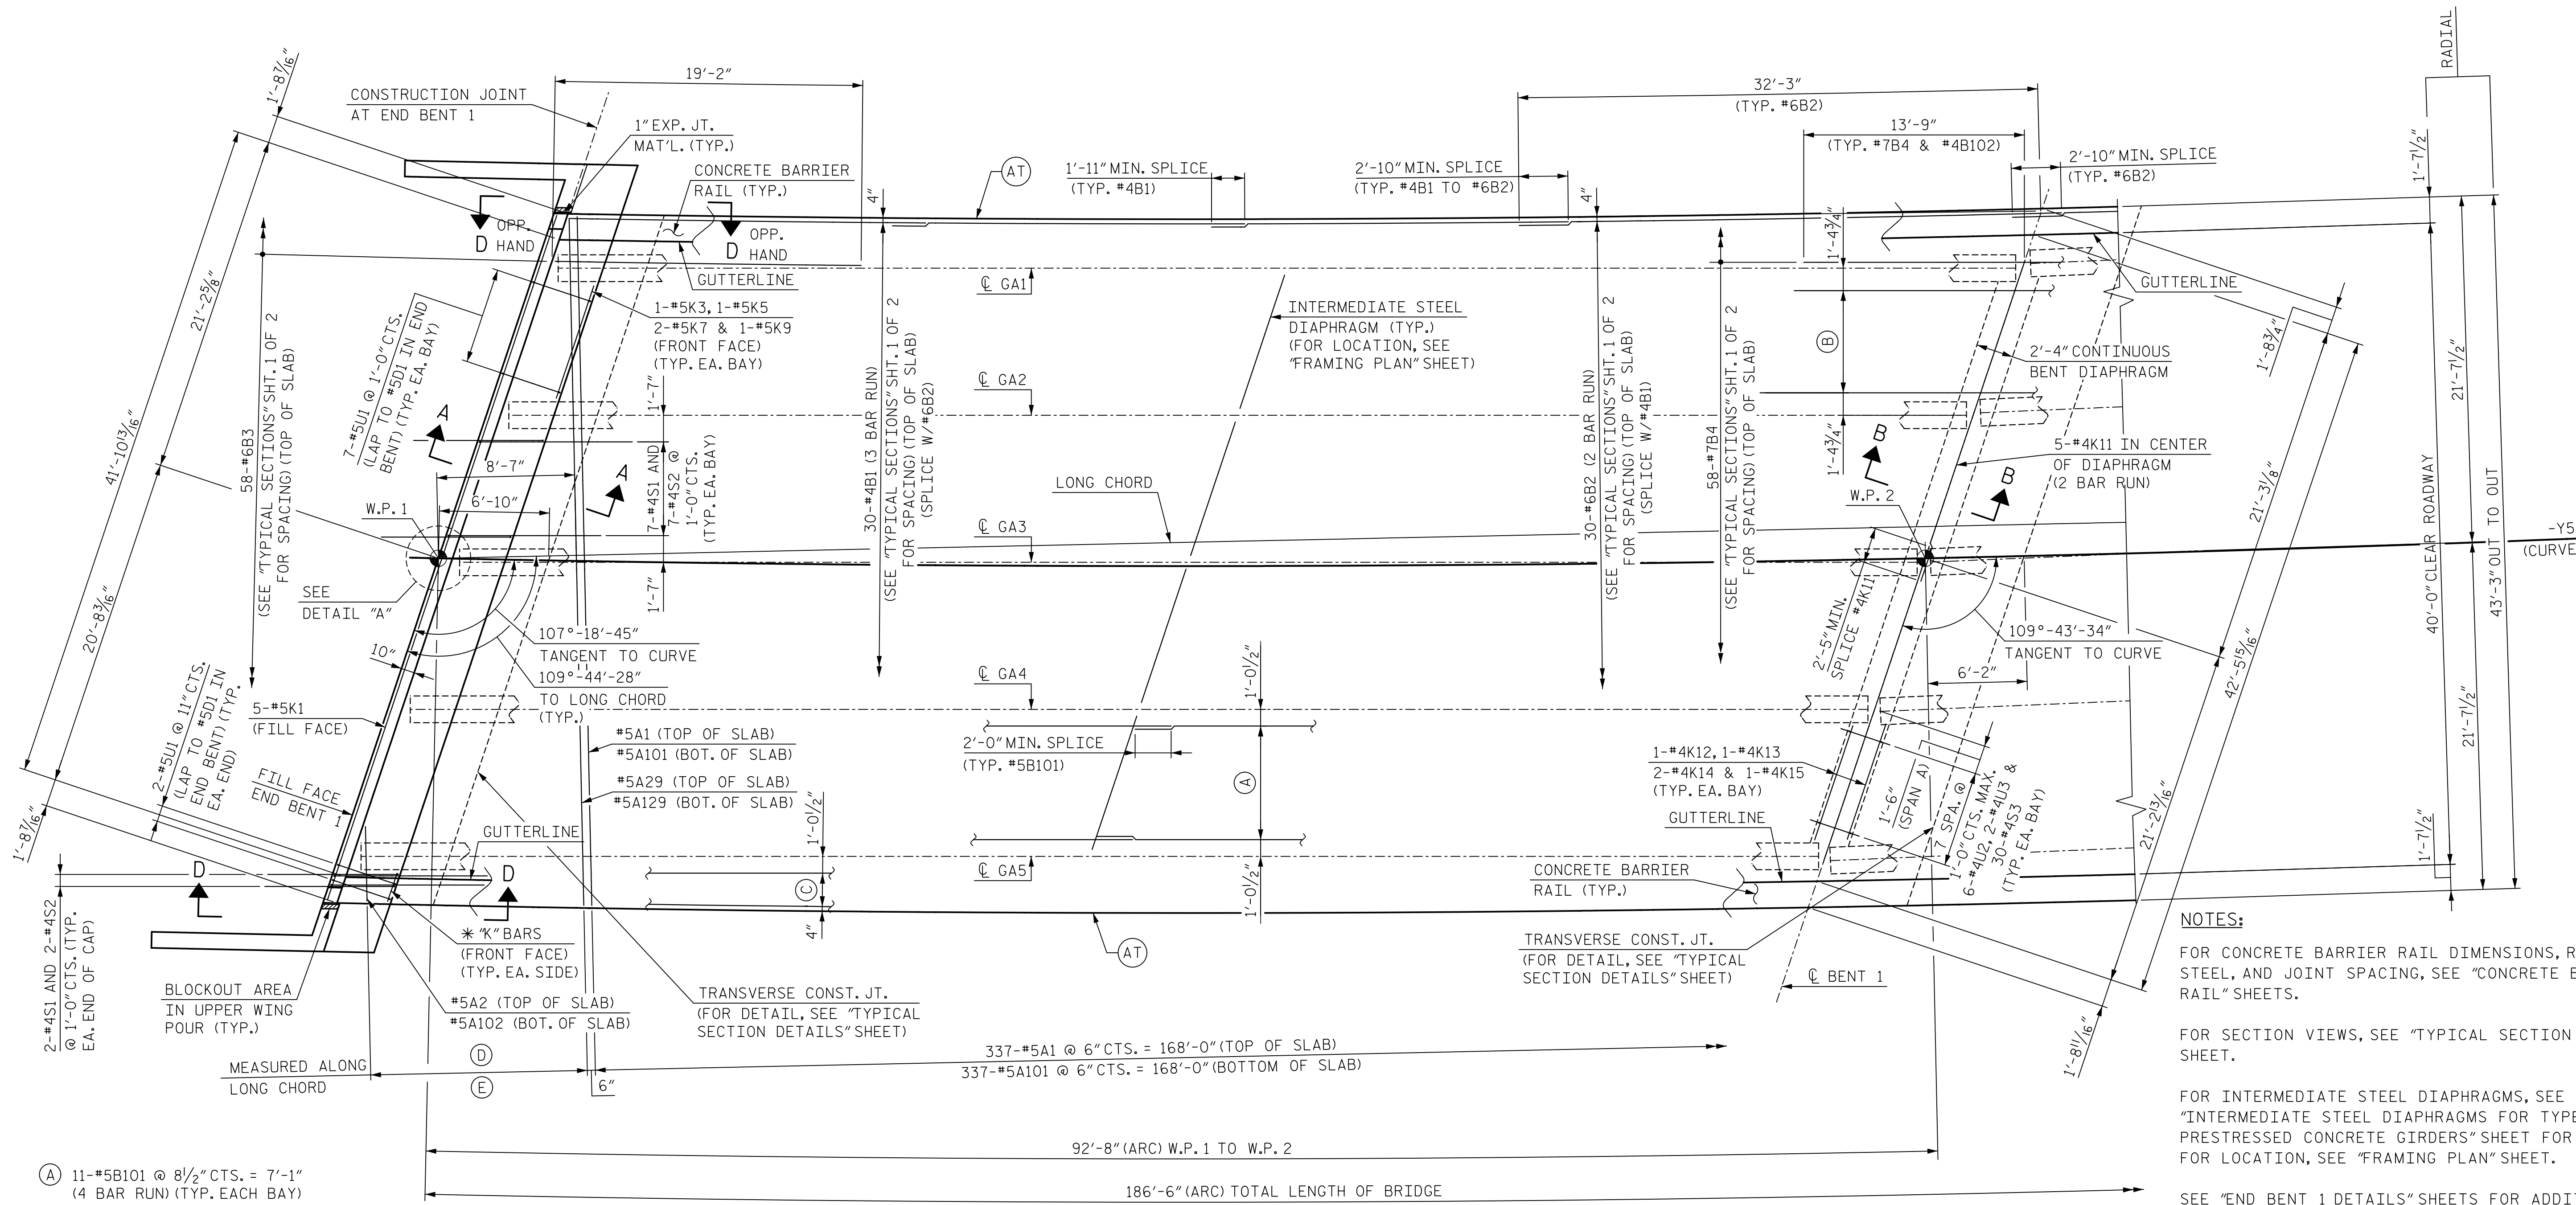 RADIAL
1'-8 7/16"
19'-2"
CONSTRUCTION JOINT
AT END BENT 1
1" EXP. JT.
MAT'L. (TYP.)
CONCRETE BARRIER
RAIL (TYP.)
AT
4"
1'-11" MIN. SPLICE
(TYP. #4B1)
2'-10" MIN. SPLICE
(TYP. #4B1 TO #6B2)
4"
32'-3"
(TYP. #6B2)
13'-9"
(TYP. #7B4 & #4B102)
2'-10" MIN. SPLICE
(TYP. #6B2)
1'-7 1/2"
D
OPP.
HAND
D
OPP.
HAND
GUTTERLINE
1'-4 3/4"
GUTTERLINE
21'-2 5/8"
41'-10 13/16"
20'-8 3/16"
58-#6B3
(SEE "TYPICAL SECTIONS" SHT. 1 OF 2
FOR SPACING) (TOP OF SLAB)
7-#5U1 @ 1'-0" CTS.
(LAP TO #5D1 IN END
BENT) (TYP. EA. BAY)
1-#5K3, 1-#5K5
2-#5K7 & 1-#5K9
(FRONT FACE)
(TYP. EA. BAY)
1'-7"
7-#4S1 AND
7-#4S2 @
1'-0" CTS.
(TYP. EA. BAY)
1'-7"
A
A
8'-7"
6'-10"
W.P. 1
SEE
DETAIL "A"
30-#4B1 (3 BAR RUN)
(SEE "TYPICAL SECTIONS" SHT. 1 OF 2
FOR SPACING) (TOP OF SLAB)
(SPLICE W/#6B2)
℄ GA1
℄ GA2
℄ GA3
℄ GA4
℄ GA5
LONG CHORD
INTERMEDIATE STEEL
DIAPHRAGM (TYP.)
(FOR LOCATION, SEE
"FRAMING PLAN" SHEET)
30-#6B2 (2 BAR RUN)
(SEE "TYPICAL SECTIONS" SHT. 1 OF 2
FOR SPACING) (TOP OF SLAB)
(SPLICE W/#4B1)
58-#7B4
(SEE "TYPICAL SECTIONS" SHT. 1 OF 2
FOR SPACING) (TOP OF SLAB)
B
1'-4 3/4"
B
B
W.P. 2
2'-4" CONTINUOUS
BENT DIAPHRAGM
5-#4K11 IN CENTER
OF DIAPHRAGM
(2 BAR RUN)
1'-8 3/4"
21'-3 1/8"
42'-5 15/16"
21'-2 13/16"
1'-8 11/16"
21'-7 1/2"
40'-0" CLEAR ROADWAY
43'-3" OUT TO OUT
21'-7 1/2"
1'-7 1/2"
-Y5
(CURVE
10"
107°-18'-45"
TANGENT TO CURVE
109°-44'-28"
TO LONG CHORD
(TYP.)
2'-5" MIN.
SPLICE #4K11
109°-43'-34"
TANGENT TO CURVE
6'-2"
5-#5K1
(FILL FACE)
2-#5U1 @ 11" CTS.
(LAP TO #5D1 IN
END BENT) (TYP.
EA. END)
FILL FACE
END BENT 1
1'-8 7/16"
#5A1 (TOP OF SLAB)
#5A101 (BOT. OF SLAB)
#5A29 (TOP OF SLAB)
#5A129 (BOT. OF SLAB)
2'-0" MIN. SPLICE
(TYP. #5B101)
1'-0 1/2"
A
1'-0 1/2"
1'-0 1/2"
C
4"
GUTTERLINE
1-#4K12, 1-#4K13
2-#4K14 & 1-#4K15
(TYP. EA. BAY)
1'-6"
(SPAN A)
7 SPA. @
1'-0" CTS. MAX.
6-#4U2, 2-#4U3 &
30-#4S3
(TYP. EA. BAY)
GUTTERLINE
CONCRETE BARRIER
RAIL (TYP.)
D
D
2-#4S1 AND 2-#4S2
@ 1'-0" CTS. (TYP.
EA. END OF CAP)
BLOCKOUT AREA
IN UPPER WING
POUR (TYP.)
* "K" BARS
(FRONT FACE)
(TYP. EA. SIDE)
#5A2 (TOP OF SLAB)
#5A102 (BOT. OF SLAB)
TRANSVERSE CONST. JT.
(FOR DETAIL, SEE "TYPICAL
SECTION DETAILS" SHEET)
AT
TRANSVERSE CONST. JT.
(FOR DETAIL, SEE "TYPICAL
SECTION DETAILS" SHEET)
℄ BENT 1
MEASURED ALONG
LONG CHORD
D
E
6"
337-#5A1 @ 6" CTS. = 168'-0" (TOP OF SLAB)
337-#5A101 @ 6" CTS. = 168'-0" (BOTTOM OF SLAB)
92'-8" (ARC) W.P. 1 TO W.P. 2
186'-6" (ARC) TOTAL LENGTH OF BRIDGE
A 11-#5B101 @ 8 1/2" CTS. = 7'-1"
(4 BAR RUN) (TYP. EACH BAY)
NOTES:
FOR CONCRETE BARRIER RAIL DIMENSIONS, R
STEEL, AND JOINT SPACING, SEE "CONCRETE B
RAIL" SHEETS.
FOR SECTION VIEWS, SEE "TYPICAL SECTION
SHEET.
FOR INTERMEDIATE STEEL DIAPHRAGMS, SEE
"INTERMEDIATE STEEL DIAPHRAGMS FOR TYPE
PRESTRESSED CONCRETE GIRDERS" SHEET FOR
FOR LOCATION, SEE "FRAMING PLAN" SHEET.
SEE "END BENT 1 DETAILS" SHEETS FOR ADDIT